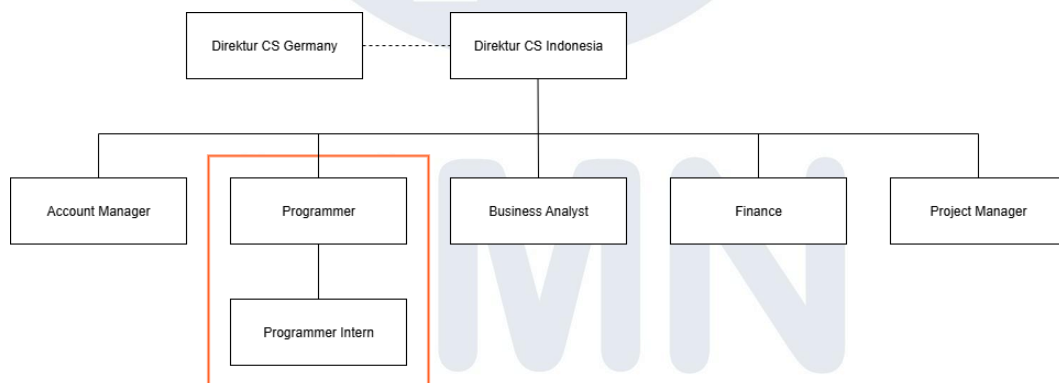 Direktur CS Germany
Direktur CS Indonesia
Account Manager
Programmer
Business Analyst
Finance
Project Manager
Programmer Intern